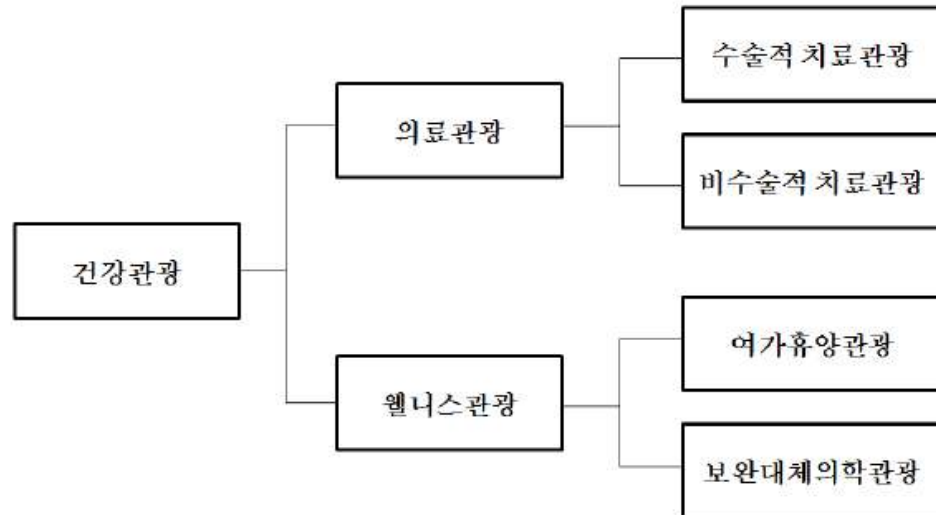 수술적 치료관광
의료관광
비수술적 치료관광
건강관광
여가휴양관광
웰니스관광
보완대체의학관광